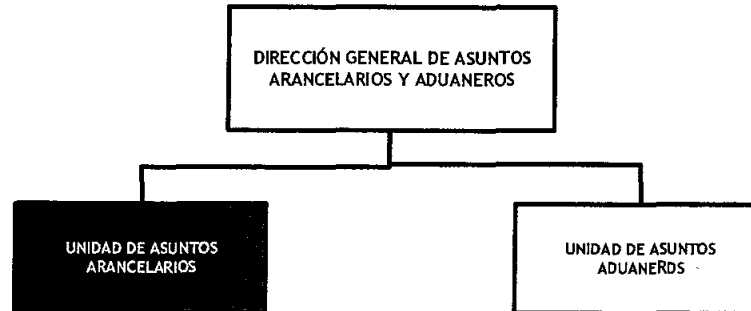 DIRECCIÓN GENERAL DE ASUNTOS
ARANCELARIOS Y ADUANEROS
UNIDAD DE ASUNTOS
ARANCELARIOS
UNIDAD DE ASUNTOS
ADUANERDS